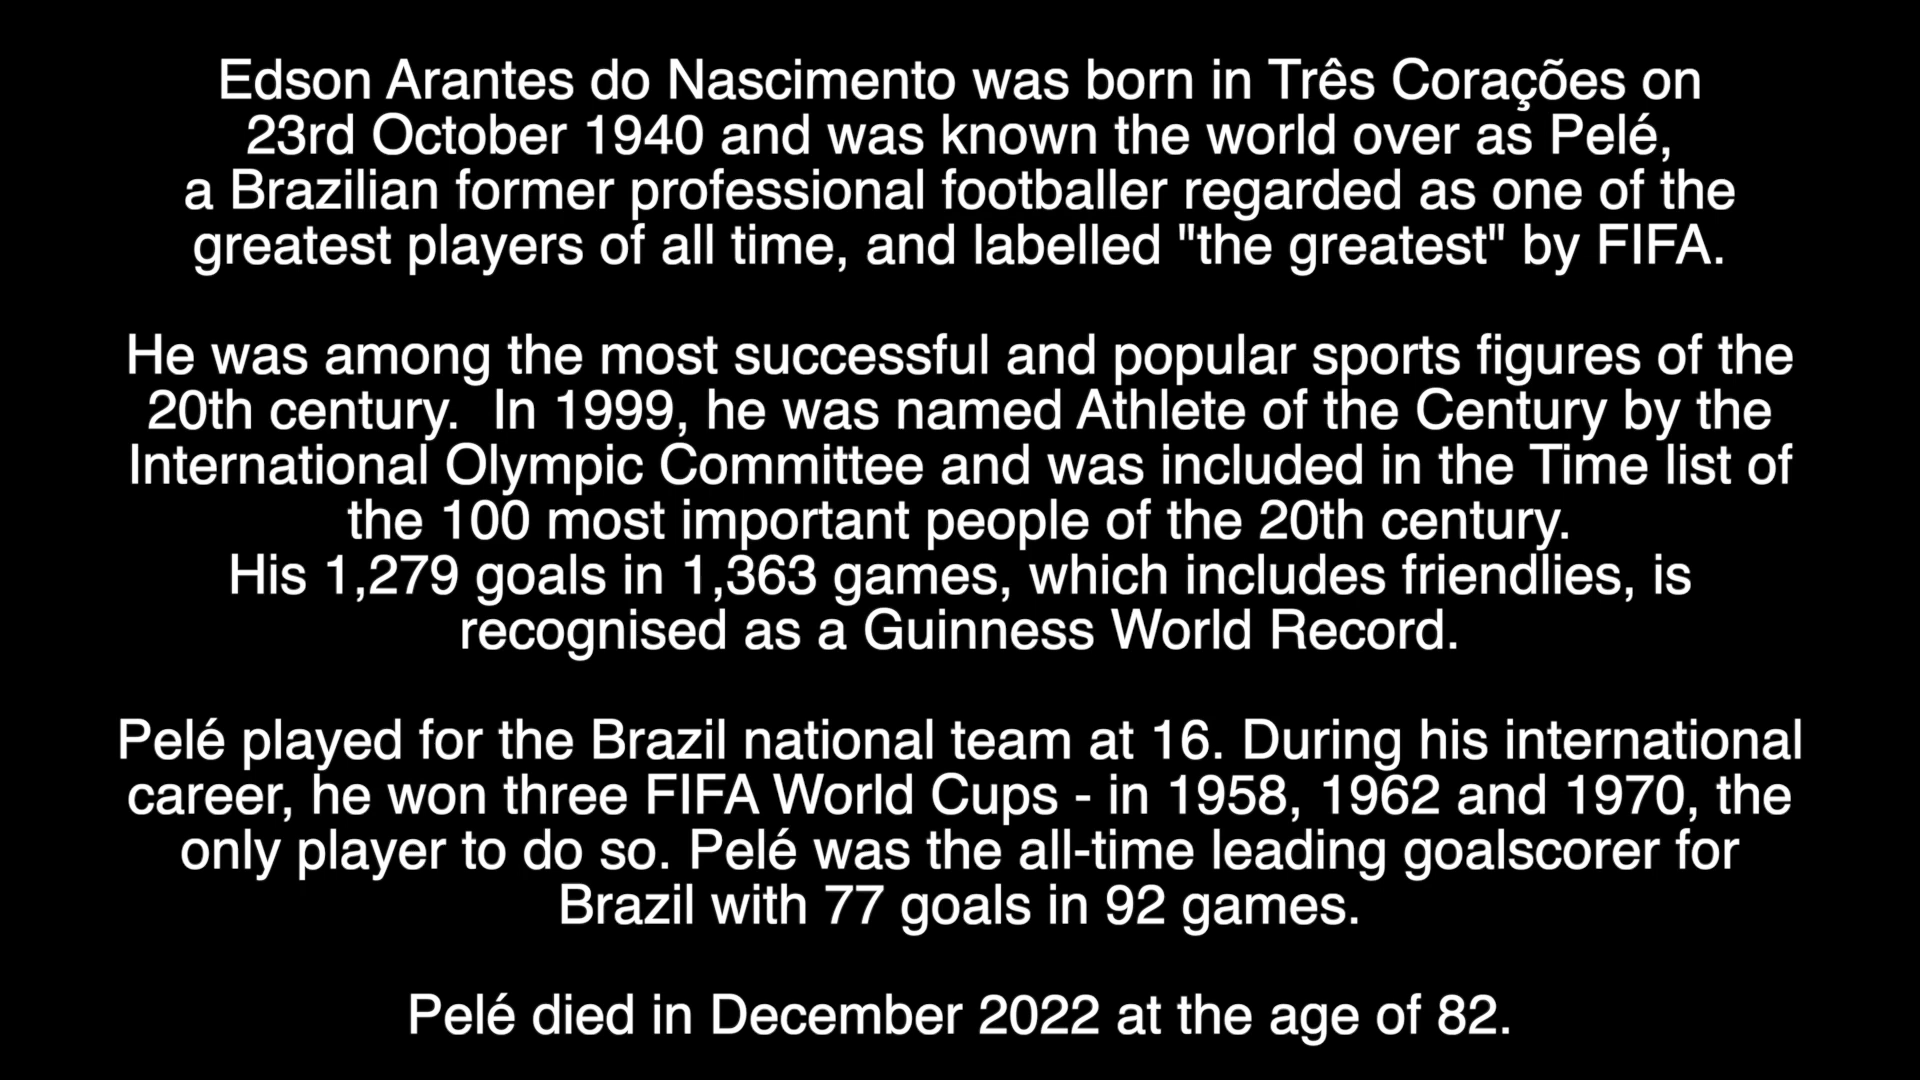 Edson Arantes do Nascimento was born in Três Corações on
23rd October 1940 and was known the world over as Pelé,
a Brazilian former professional footballer regarded as one of the
greatest players of all time, and labelled "the greatest" by FIFA.
He was among the most successful and popular sports figures of the
20th century.  In 1999, he was named Athlete of the Century by the
International Olympic Committee and was included in the Time list of
the 100 most important people of the 20th century.
His 1,279 goals in 1,363 games, which includes friendlies, is
recognised as a Guinness World Record.
Pelé played for the Brazil national team at 16. During his international
career, he won three FIFA World Cups - in 1958, 1962 and 1970, the
only player to do so. Pelé was the all-time leading goalscorer for
Brazil with 77 goals in 92 games.
Pelé died in December 2022 at the age of 82.